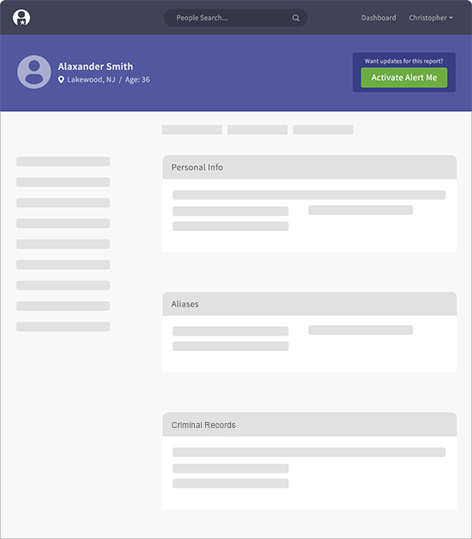 People Search...
Dashboard
Christopher
Alaxander Smith
Lakewood, NJ / Age: 36
Want updates for this report?
Activate Alert Me
Personal Info
Aliases
Criminal Records